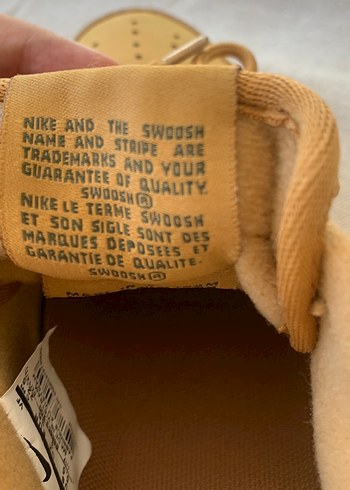 NIKE AND THE SWOOSH
NAME AND STRIPE ARE
TRADEMARKS AND YOUR
GUARANTEE OF QUALITY.
SWOOSH®
NIKE LE TERME SWOOSH
ET SON SIGLE SONT DES
MARQUES DEPOSEES ET
GARANTIE DE QUALITE.
SWOOSH®